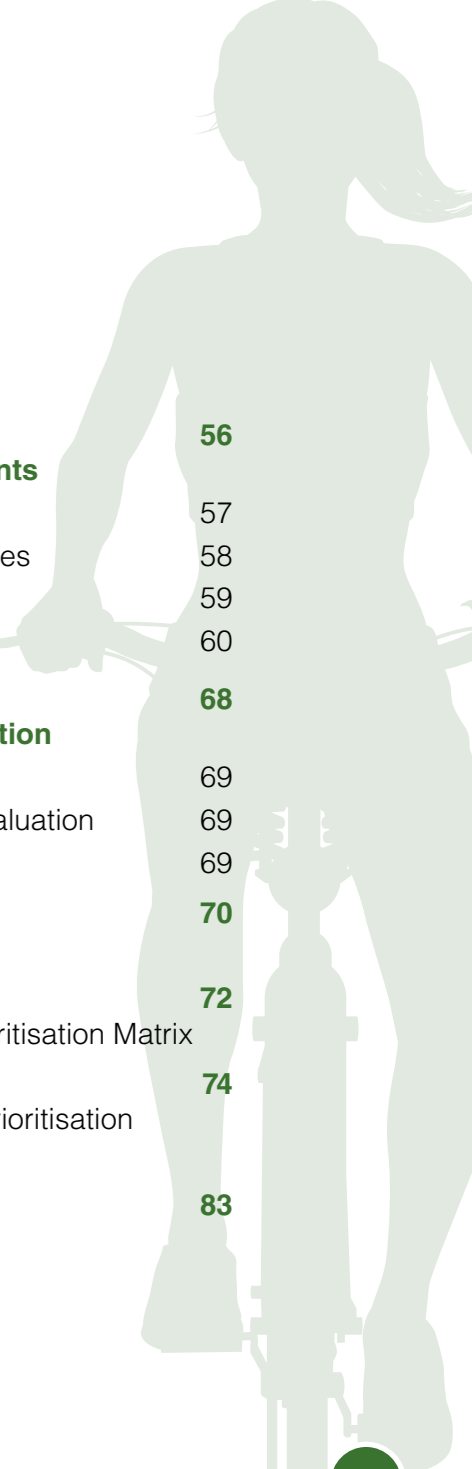 56
nts
57
es 58
59
60
68
tion
69
aluation 69
69
70
72
ritisation Matrix
74
ioritisation
83